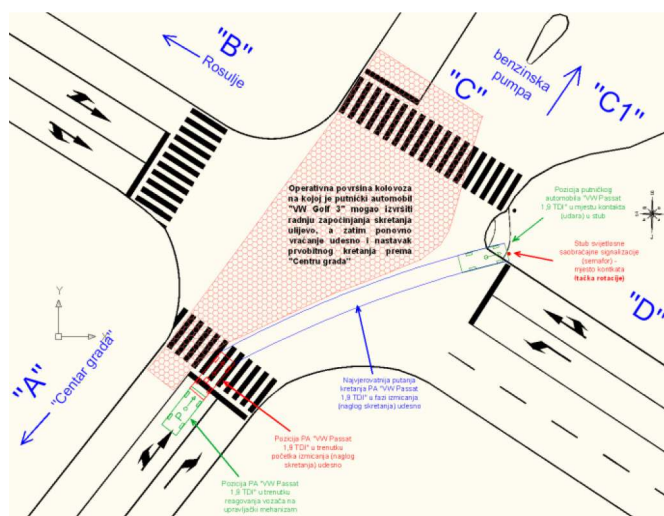 "B"
Rosulje
"C"
benzinska
pumpa
"C1"
Operativna površina kolovoza
na kojoj je putnički automobil
"VW Golf 3" mogao izvršiti
radnju započinjanja skretanja
ulijevo, a zatim ponovno
vraćanje udesno i nastavak
prvobitnog kretanja prema
"Centru grada"
Pozicija putničkog
automobila "VW Passat
1,9 TDI" u mjestu kontakta
(udara) u stub
Stub svijetlosne
saobraćajne signalizacije
(semafor) -
mjesto kontkata
(tačka rotacije)
"D"
Y
X
"A"
"Centar grada"
Najvjerovatnija putanja
kretanja PA "VW Passat
1,9 TDI" u fazi izmicanja
(naglog skretanja) udesno
P
Pozicija PA "VW Passat
1,9 TDI" u trenutku
početka izmicanja (naglog
skretanja) udesno
Pozicija PA "VW Passat
1,9 TDI" u trenutku
reagovanja vozača na
upravljački mehanizam